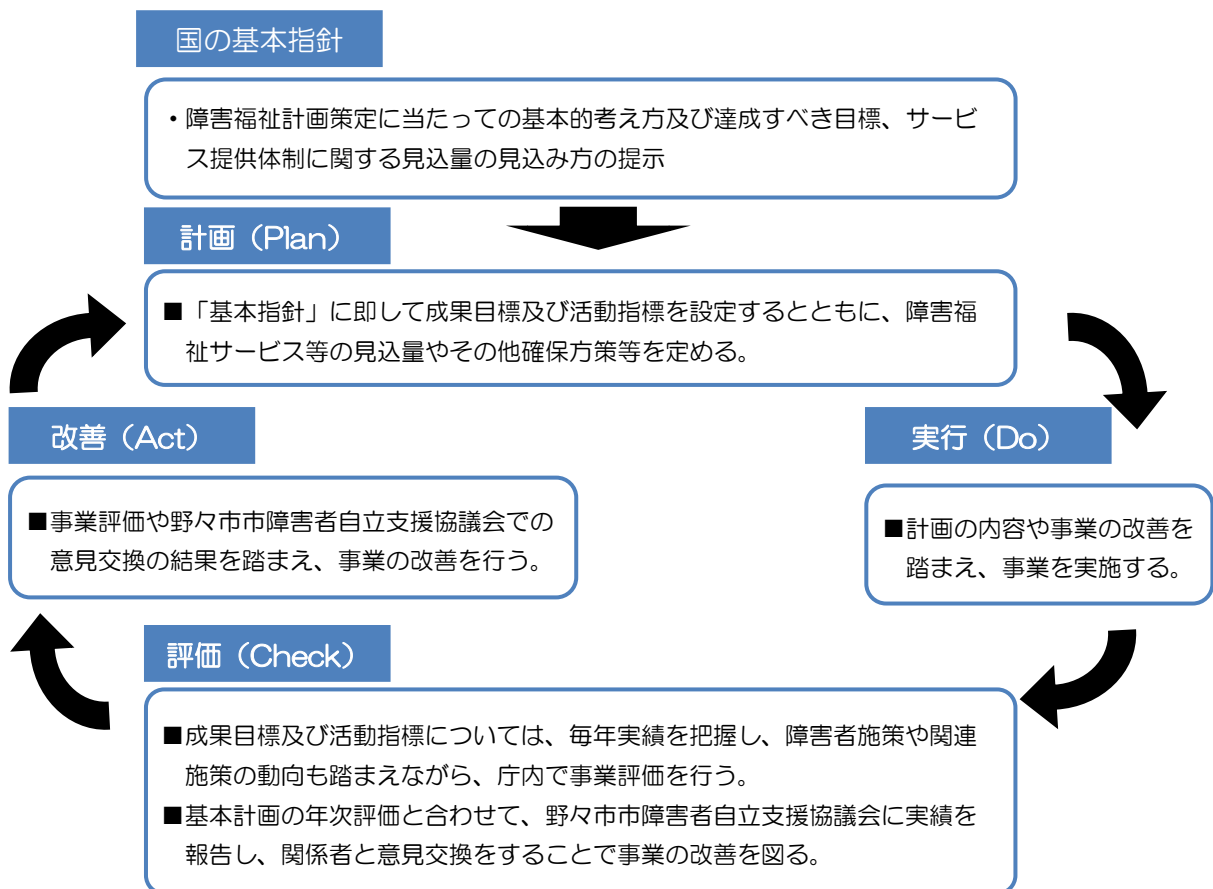 国の基本指針
・障害福祉計画策定に当たっての基本的考え方及び達成すべき目標、サービ
ス提供体制に関する見込量の見込み方の提示
計画（Plan）
■「基本指針」に即して成果目標及び活動指標を設定するとともに、障害福
祉サービス等の見込量やその他確保方策等を定める。
改善（Act）
■事業評価や野々市市障害者自立支援協議会での
意見交換の結果を踏まえ、事業の改善を行う。
実行（Do）
■計画の内容や事業の改善を
踏まえ、事業を実施する。
評価（Check）
■成果目標及び活動指標については、毎年実績を把握し、障害者施策や関連
施策の動向も踏まえながら、庁内で事業評価を行う。
■基本計画の年次評価と合わせて、野々市市障害者自立支援協議会に実績を
報告し、関係者と意見交換をすることで事業の改善を図る。